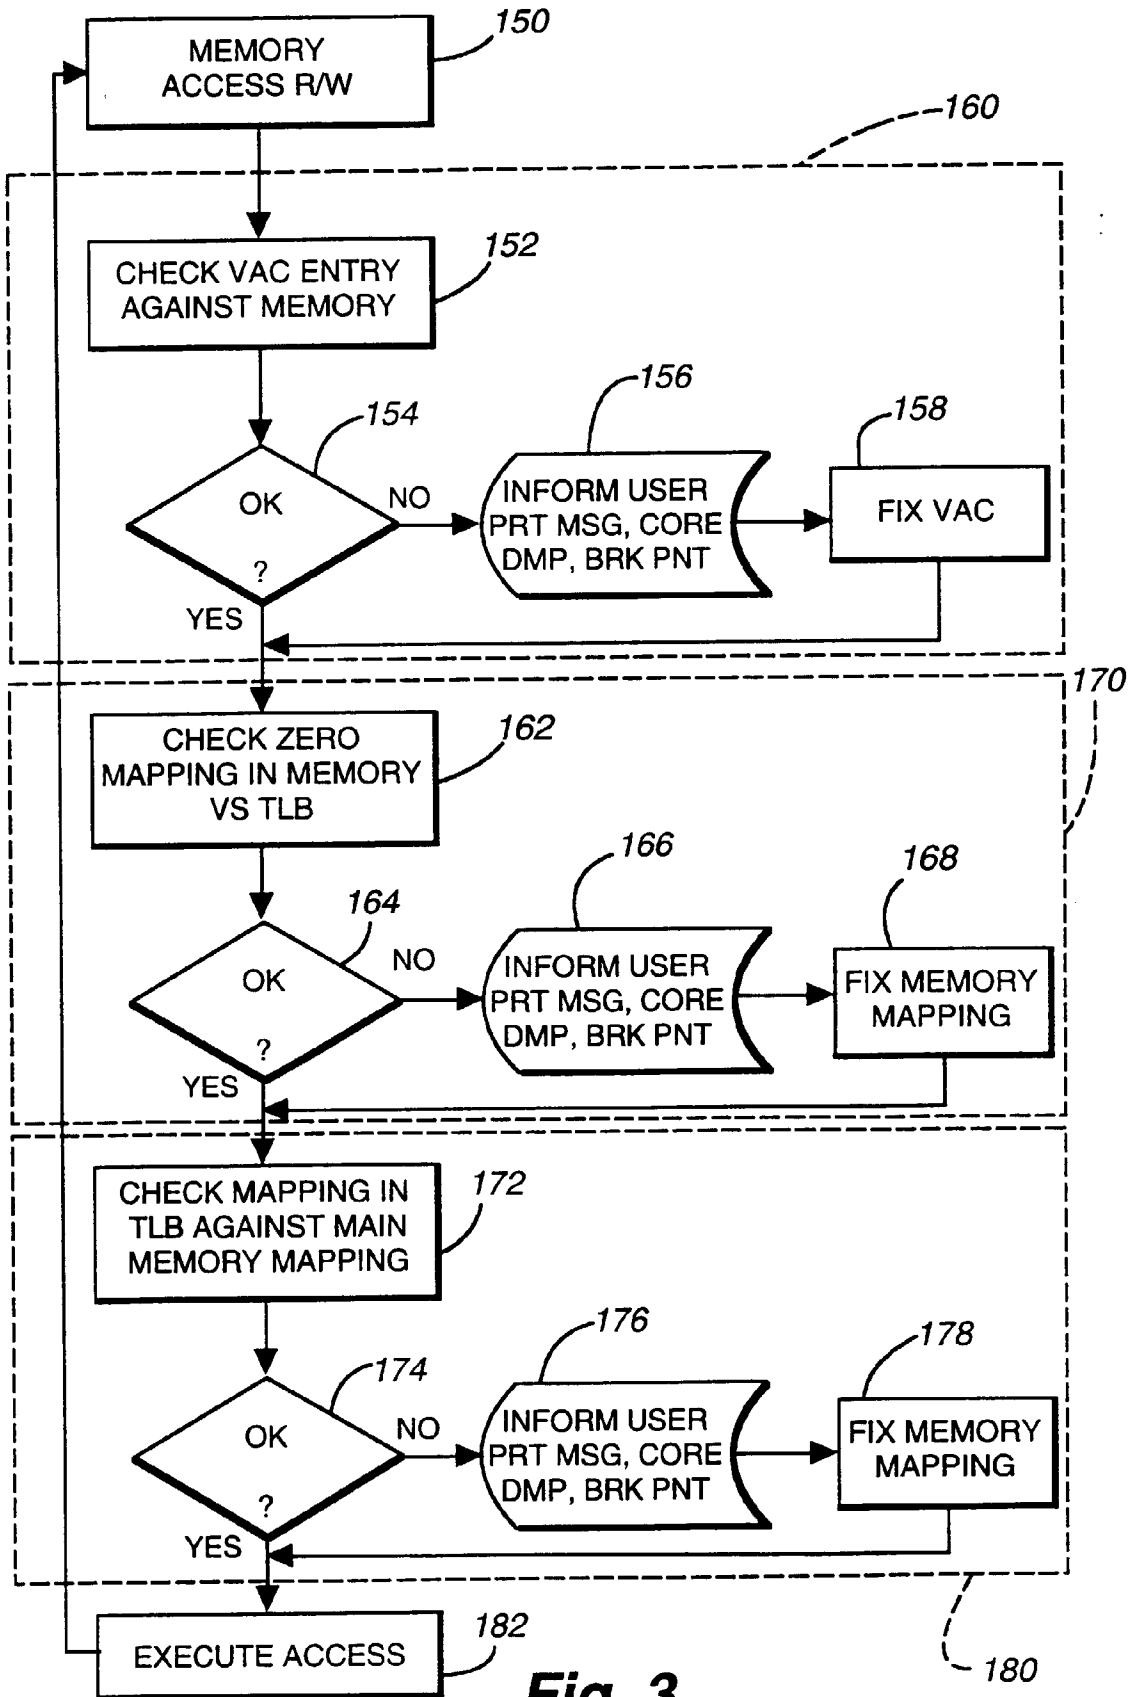 MEMORY
ACCESS R/W
150
160
CHECK VAC ENTRY
AGAINST MEMORY
152
154
OK
?
NO
YES
156
INFORM USER
PRT MSG, CORE
DMP, BRK PNT
158
FIX VAC
170
CHECK ZERO
MAPPING IN MEMORY
VS TLB
162
164
OK
?
NO
YES
166
INFORM USER
PRT MSG, CORE
DMP, BRK PNT
168
FIX MEMORY
MAPPING
CHECK MAPPING IN
TLB AGAINST MAIN
MEMORY MAPPING
172
174
OK
?
NO
YES
176
INFORM USER
PRT MSG, CORE
DMP, BRK PNT
178
FIX MEMORY
MAPPING
EXECUTE ACCESS
182
180
Fig. 3